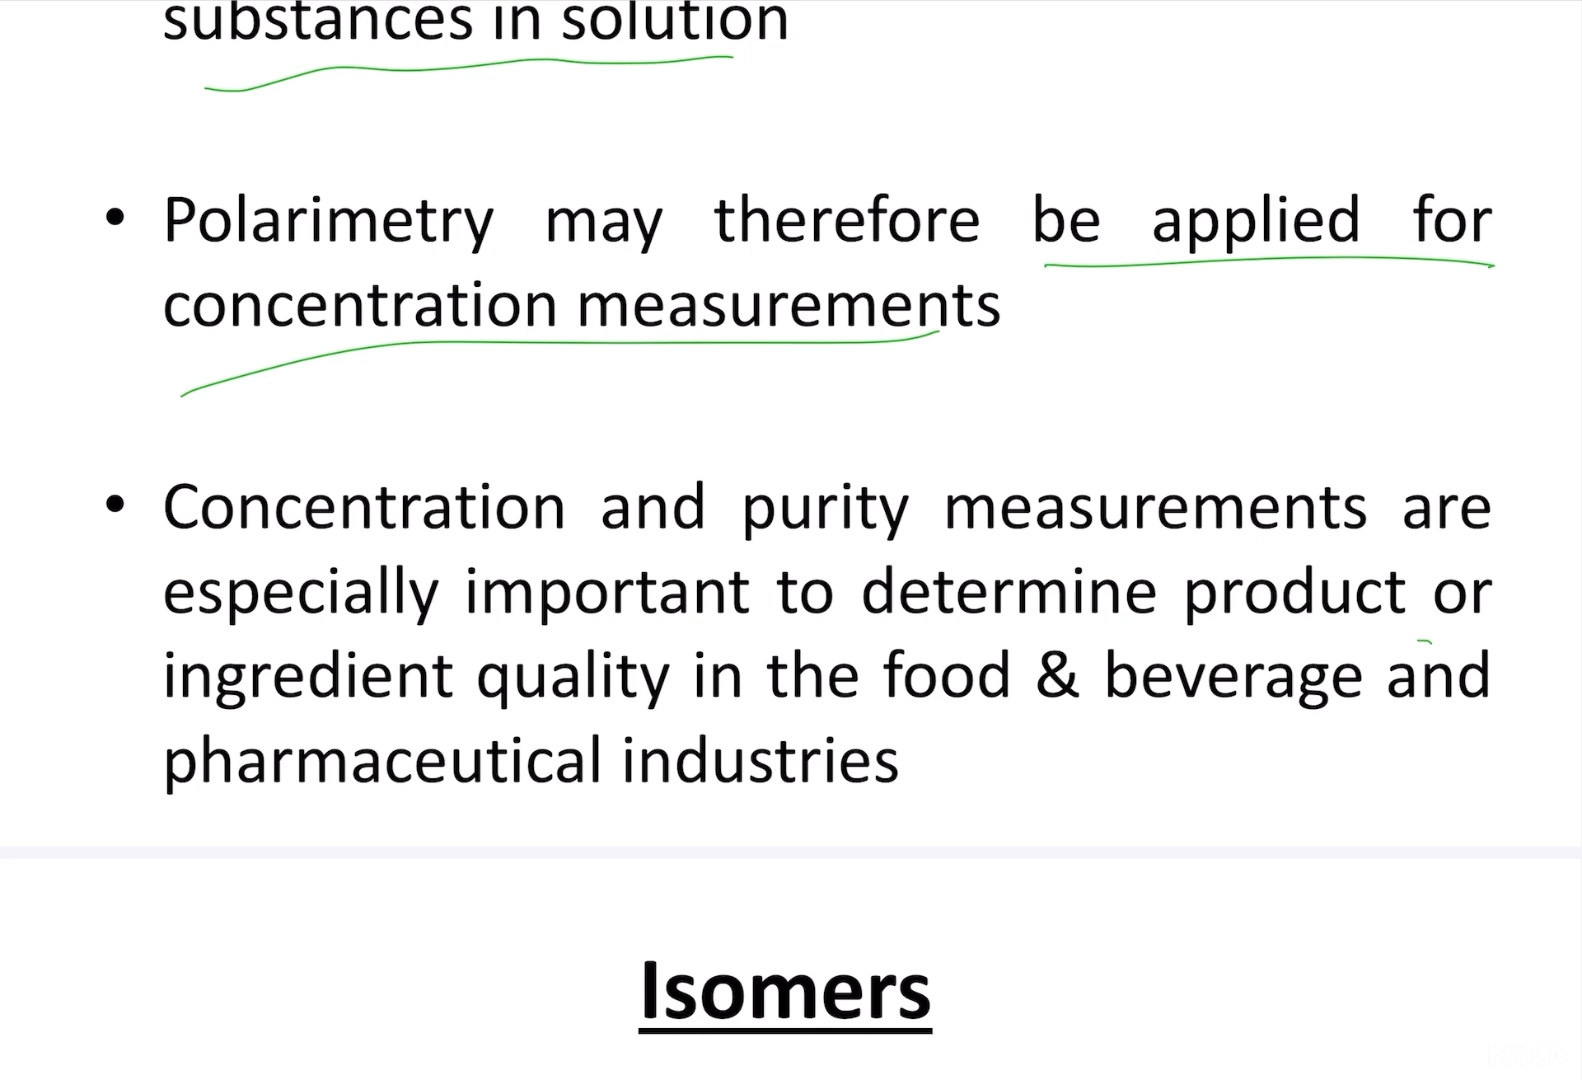 substances in solution
• Polarimetry may therefore be applied for
concentration measurements
• Concentration and purity measurements are
especially important to determine product or
ingredient quality in the food & beverage and
pharmaceutical industries
Isomers